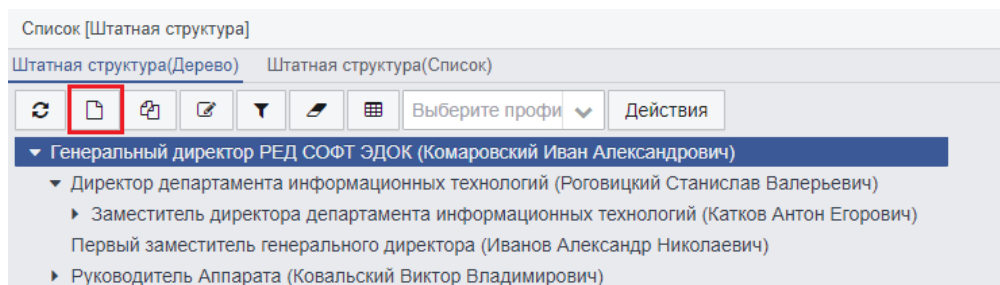 Список [Штатная структура]
Штатная структура(Дерево) Штатная структура(Список)
Выберите профи Действия
Генеральный директор РЕД СОФТ ЭДОК (Комаровский Иван Александрович)
Директор департамента информационных технологий (Роговицкий Станислав Валерьевич)
Заместитель директора департамента информационных технологий (Катков Антон Егорович)
Первый заместитель генерального директора (Иванов Александр Николаевич)
Руководитель Аппарата (Ковальский Виктор Владимирович)